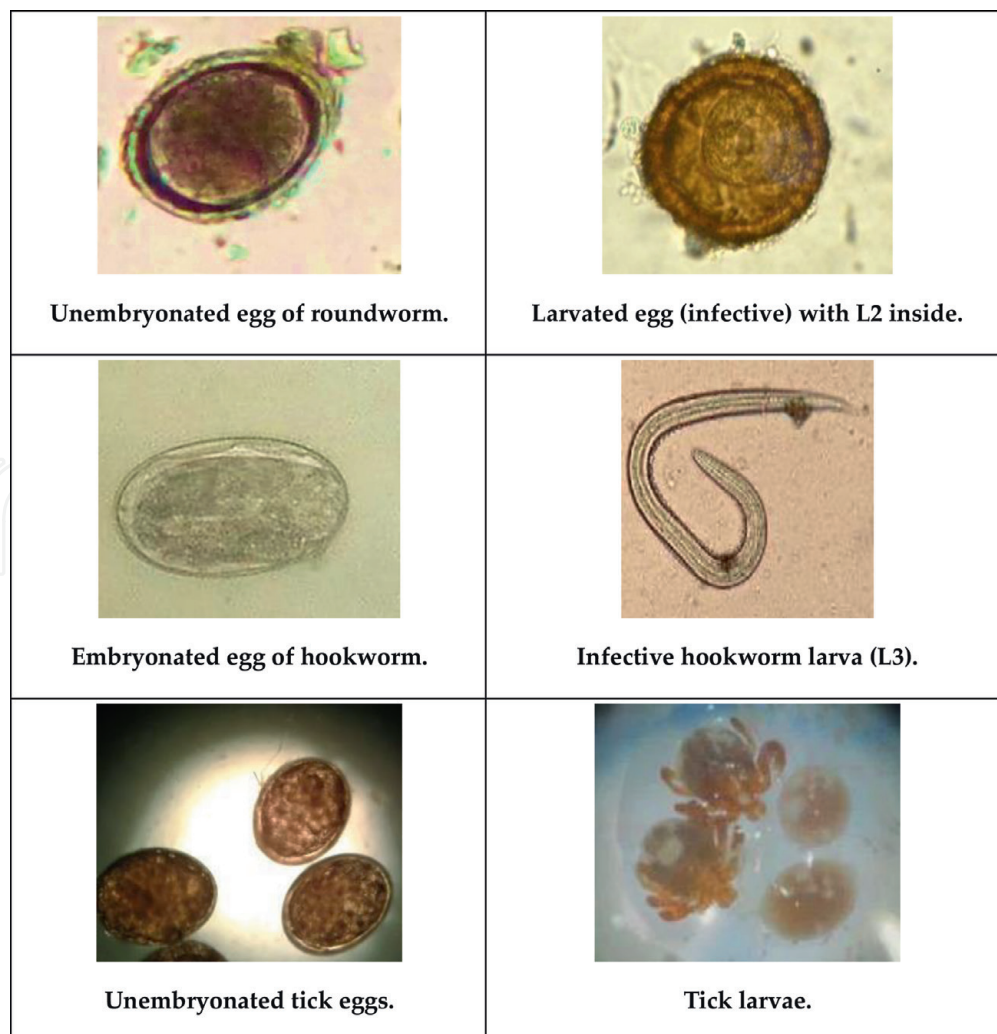 Unembryonated egg of roundworm.
Larvated egg (infective) with L2 inside.
Embryonated egg of hookworm.
Infective hookworm larva (L3).
Unembryonated tick eggs.
Tick larvae.